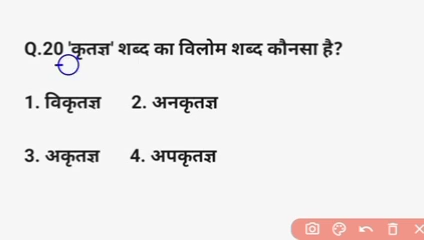 Q.20 'कृतज्ञ' शब्द का विलोम शब्द कौनसा है?
1. विकृतज्ञ 2. अनकृतज्ञ
3. अकृतज्ञ 4. अपकृतज्ञ